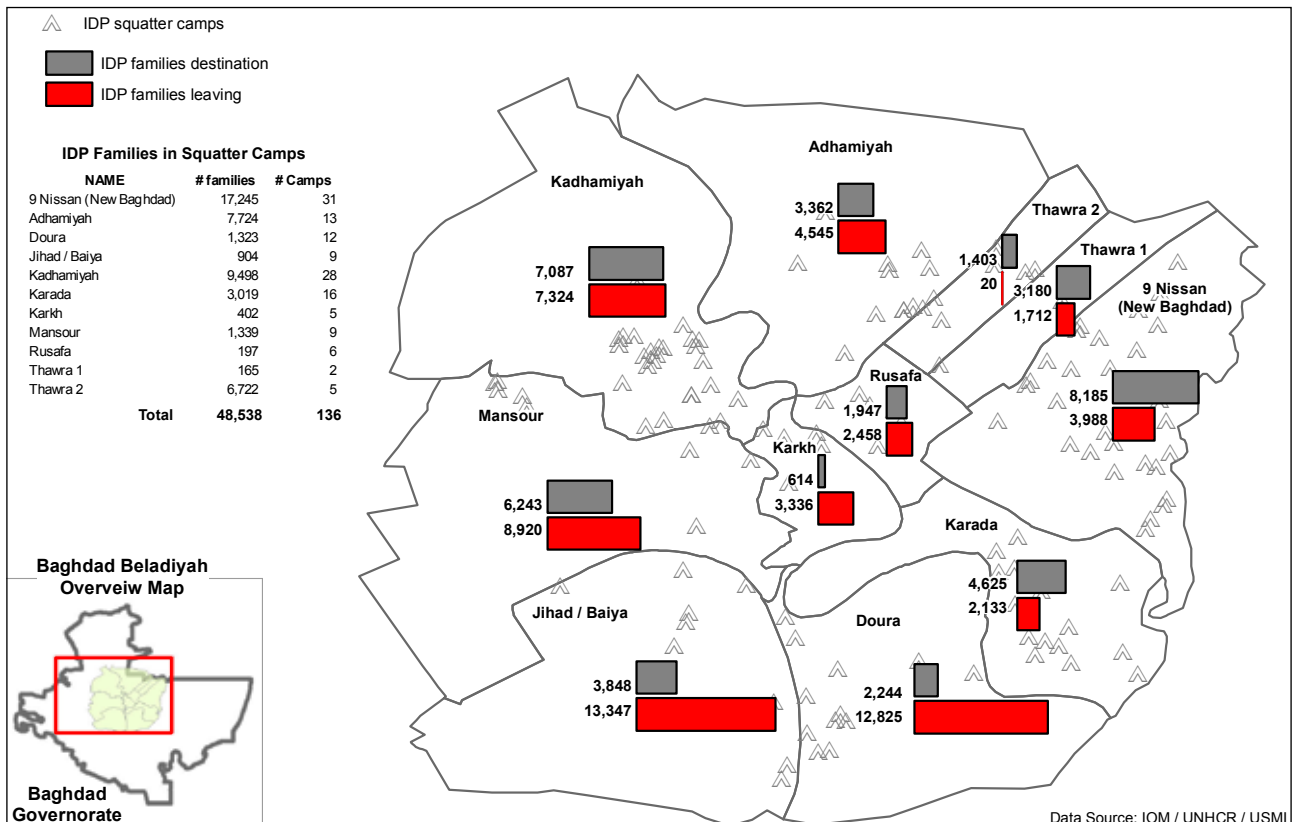 IDP squatter camps
IDP families destination
IDP families leaving
IDP Families in Squatter Camps
NAME # families # Camps
9 Nissan (New Baghdad) 17,245 31
Adhamiyah 7,724 13
Doura 1,323 12
Jihad / Baiya 904 9
Kadhamiyah 9,498 28
Karada 3,019 16
Karkh 402 5
Mansour 1,339 9
Rusafa 197 6
Thawra 1 165 2
Thawra 2 6,722 5
Total 48,538 136
Kadhamiyah
7,087
7,324
Adhamiyah
3,362
4,545
Thawra 2
1,403
20
Thawra 1
3,180
1,712
9 Nissan
(New Baghdad)
8,185
3,988
Rusafa
1,947
2,458
Karkh
614
3,336
Mansour
6,243
8,920
Karada
4,625
2,133
Jihad / Baiya
3,848
13,347
Doura
2,244
12,825
Baghdad Beladiyah
Overveiw Map
Baghdad
Governorate
Data Source: IOM / UNHCR / USMI